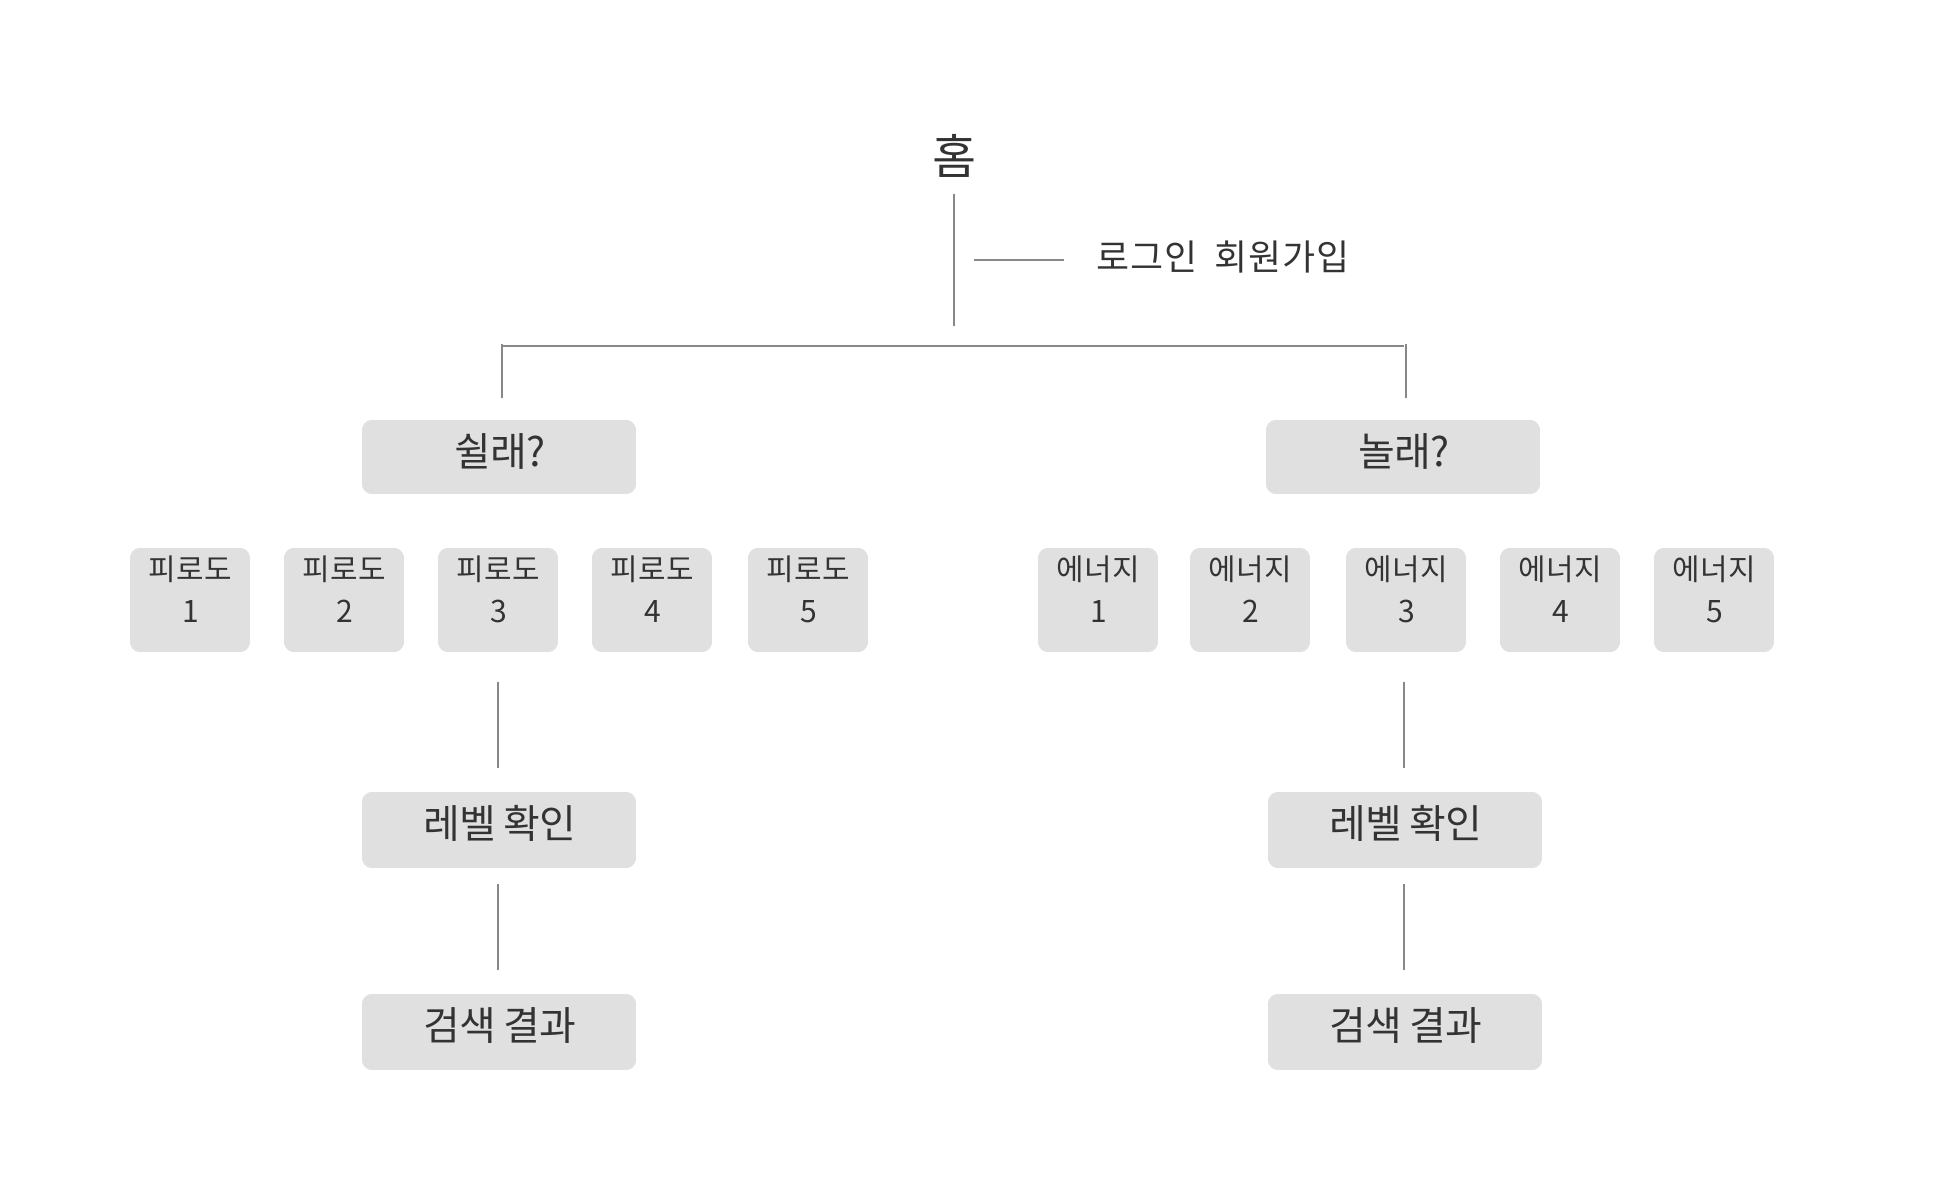 홈
로그인 회원가입
쉴래?
놀래?
피로도
1
피로도
2
피로도
3
피로도
4
피로도
5
에너지
1
에너지
2
에너지
3
에너지
4
에너지
5
레벨 확인
레벨 확인
검색 결과
검색 결과